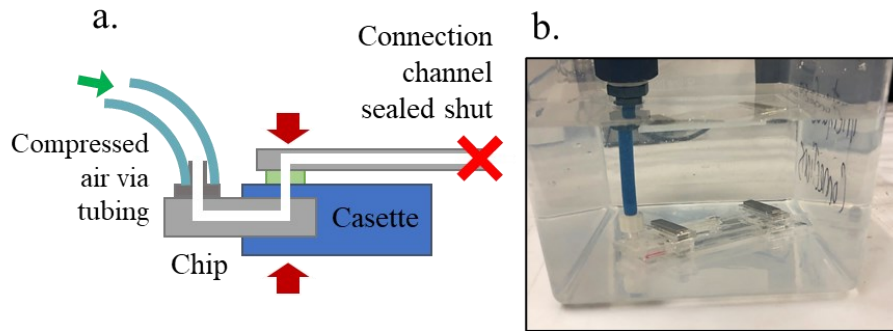 a.
Connection
channel
sealed shut
Compressed
air via
tubing
Casette
Chip
b.